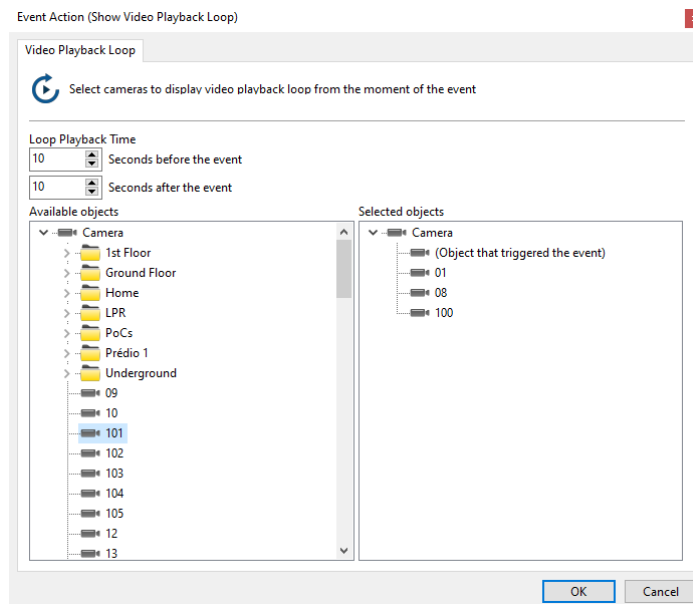 Event Action (Show Video Playback Loop)
Video Playback Loop
Select cameras to display video playback loop from the moment of the event
Loop Playback Time
10 Seconds before the event
10 Seconds after the event
Available objects
Camera
1st Floor
Ground Floor
Home
LPR
PoCs
Prédio 1
Underground
09
10
101
102
103
104
105
12
13
Selected objects
Camera
(Object that triggered the event)
01
08
100
OK
Cancel